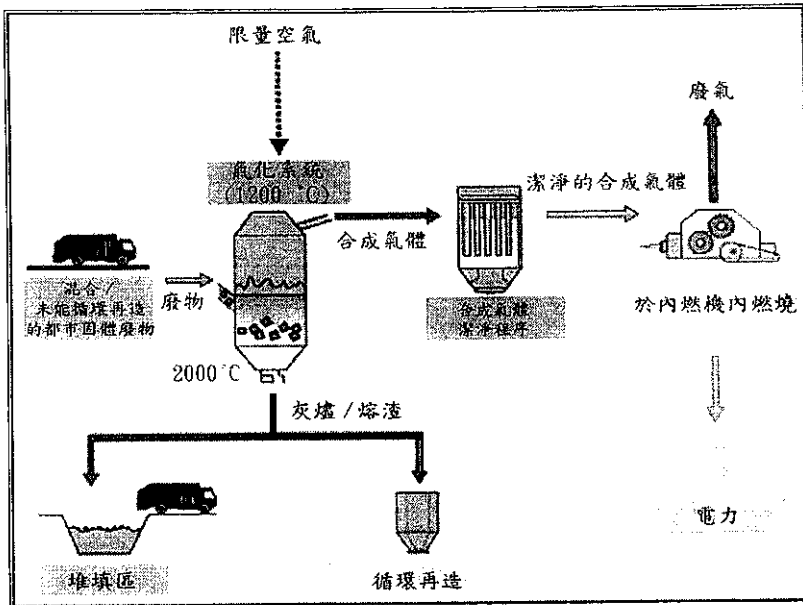 限量空氣
氣化系統
(1200 °C)
廢氣
潔淨的合成氣體
合成氣體
混合/
未能循環再造
的都市固體廢物
廢物
合成氣體
潔淨程序
於內燃機內燃燒
2000°C
灰燼/熔渣
電力
堆填區
循環再造